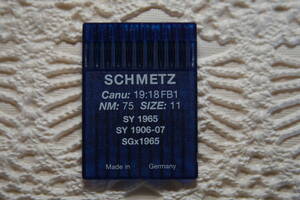 SCHMETZ
Canu: 19:18 FB1
NM: 75 SIZE: 11
SY 1965
SY 1906-07
SGx1965
Made in Germany